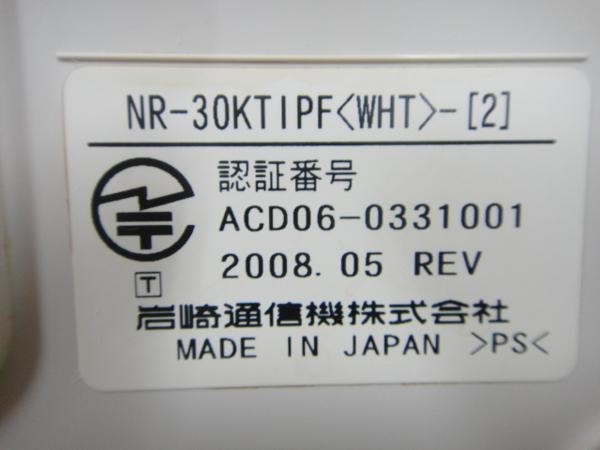 NR-30KTIPF<WHT>-[2]
認証番号
ACD06-0331001
2008.05 REV
T
岩崎通信機株式会社
MADE IN JAPAN >PS<